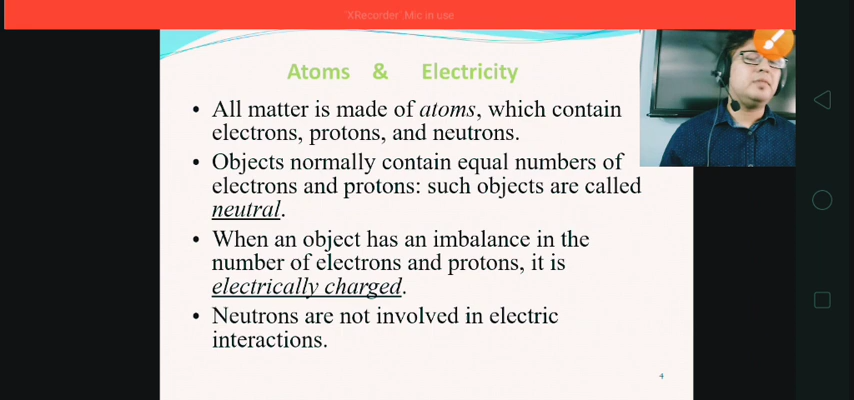 "XRecorder" Mic in use
Atoms & Electricity
• All matter is made of atoms, which contain
electrons, protons, and neutrons.
• Objects normally contain equal numbers of
electrons and protons: such objects are called
neutral.
• When an object has an imbalance in the
number of electrons and protons, it is
electrically charged.
• Neutrons are not involved in electric
interactions.
4